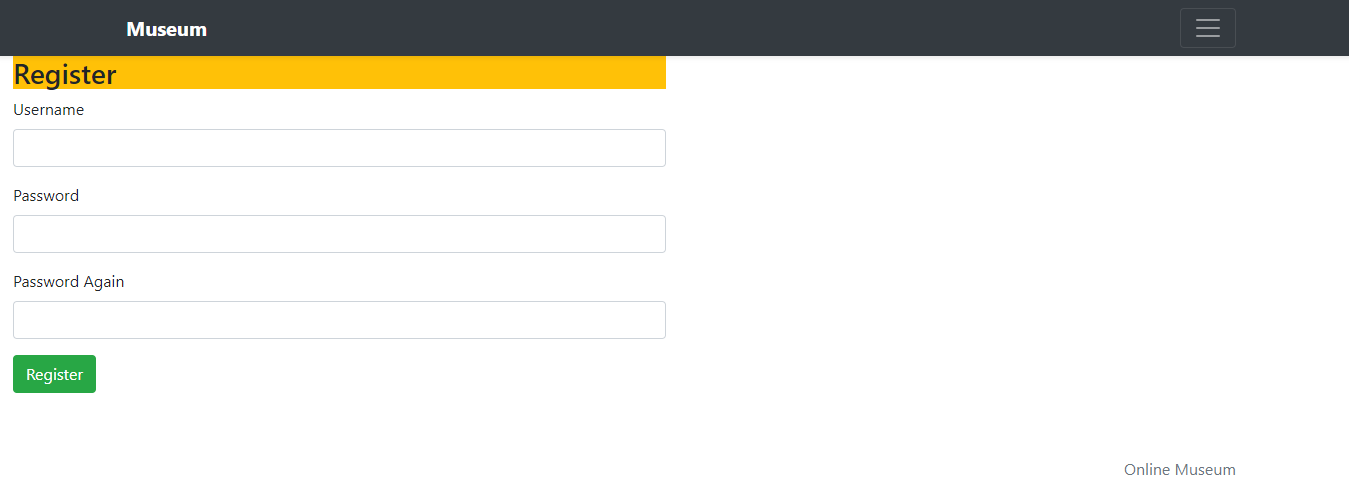 Museum
Register
Username
Password
Password Again
Register
Online Museum